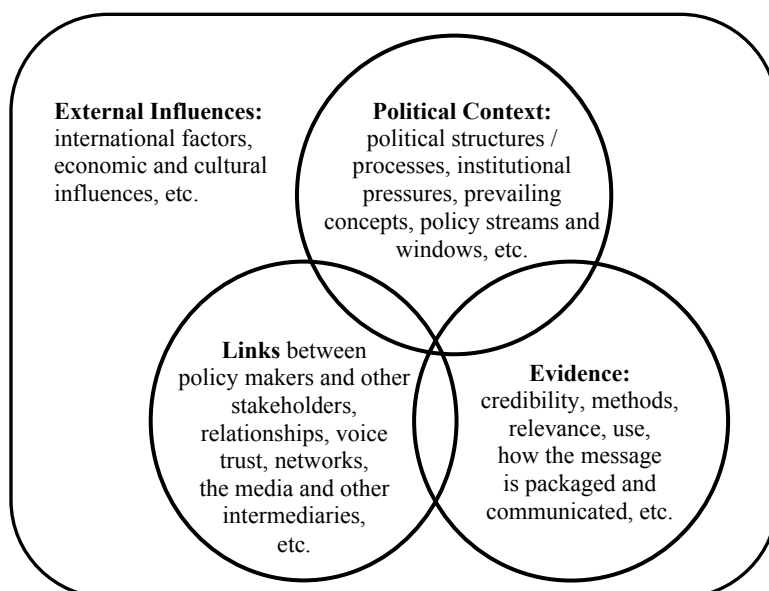 External Influences:
international factors,
economic and cultural
influences, etc.
Political Context:
political structures /
processes, institutional
pressures, prevailing
concepts, policy streams and
windows, etc.
Links between
policy makers and other
stakeholders,
relationships, voice
trust, networks,
the media and other
intermediaries,
etc.
Evidence:
credibility, methods,
relevance, use,
how the message
is packaged and
communicated, etc.